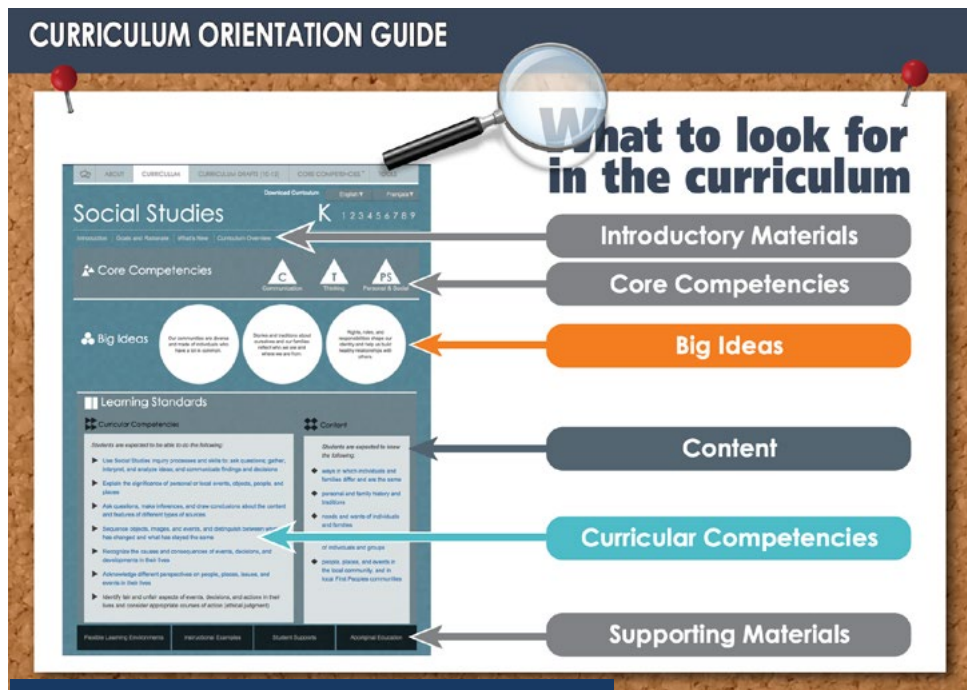 CURRICULUM ORIENTATION GUIDE
What to look for
in the curriculum
ABOUT
CURRICULUM
CURRICULUM DRAFTS (10-12)
CORE COMPETENCIES
TOOLS
Download Curriculum
English
Français
Social Studies
K 1 2 3 4 5 6 7 8 9
Introduction
Goals and Rationale
What's New
Curriculum Overview
Introductory Materials
Core Competencies
C
Communication
T
Thinking
PS
Personal & Social
Core Competencies
Big Ideas
Our communities are diverse
and made of individuals who
have a lot in common.
Stories and traditions about
ourselves and our families
reflect who we are and
where we are from.
Rights, roles, and
responsibilities shape our
identity and help us build
healthy relationships with
others.
Big Ideas
Learning Standards
Curricular Competencies
Students are expected to be able to do the following:
Use Social Studies inquiry processes and skills to: ask questions; gather,
interpret, and analyze ideas; and communicate findings and decisions
Explain the significance of personal or local events, objects, people, and
places
Ask questions, make inferences, and draw conclusions about the content
and features of different types of sources
Sequence objects, images, and events, and distinguish between
has changed and what has stayed the same
Recognize the causes and consequences of events, decisions, and
developments in their lives
Acknowledge different perspectives on people, places, issues, and
events in their lives
Identify fair and unfair aspects of events, decisions, and actions in their
lives and consider appropriate courses of action (ethical judgment)
Content
Students are expected to know
the following:
ways in which individuals and
families differ and are the same
personal and family history and
traditions
needs and wants of individuals
and families
of individuals and groups
people, places, and events in
the local community, and in
local First Peoples communities
Content
Curricular Competencies
Flexible Learning Environments
Instructional Examples
Student Supports
Aboriginal Education
Supporting Materials